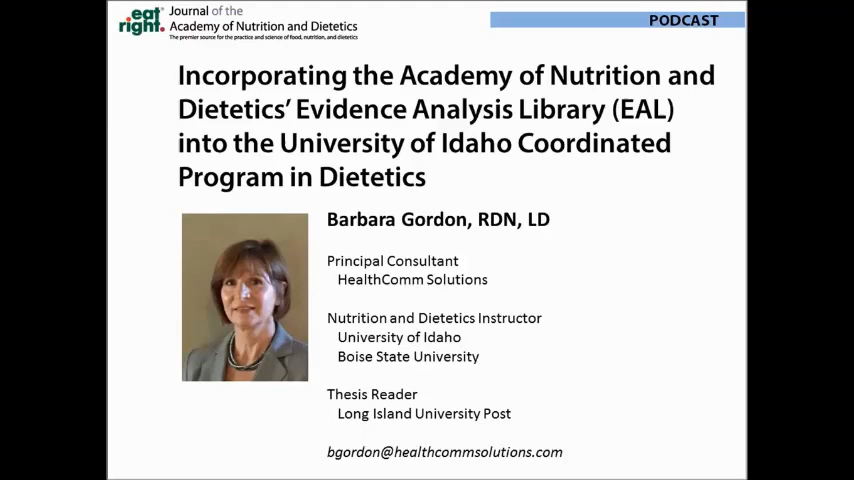 eat right.
Journal of the
Academy of Nutrition and Dietetics
The premier source for the practice and science of food, nutrition, and dietetics
PODCAST
Incorporating the Academy of Nutrition and
Dietetics’ Evidence Analysis Library (EAL)
into the University of Idaho Coordinated
Program in Dietetics
Barbara Gordon, RDN, LD
Principal Consultant
HealthComm Solutions
Nutrition and Dietetics Instructor
University of Idaho
Boise State University
Thesis Reader
Long Island University Post
bgordon@healthcommsolutions.com